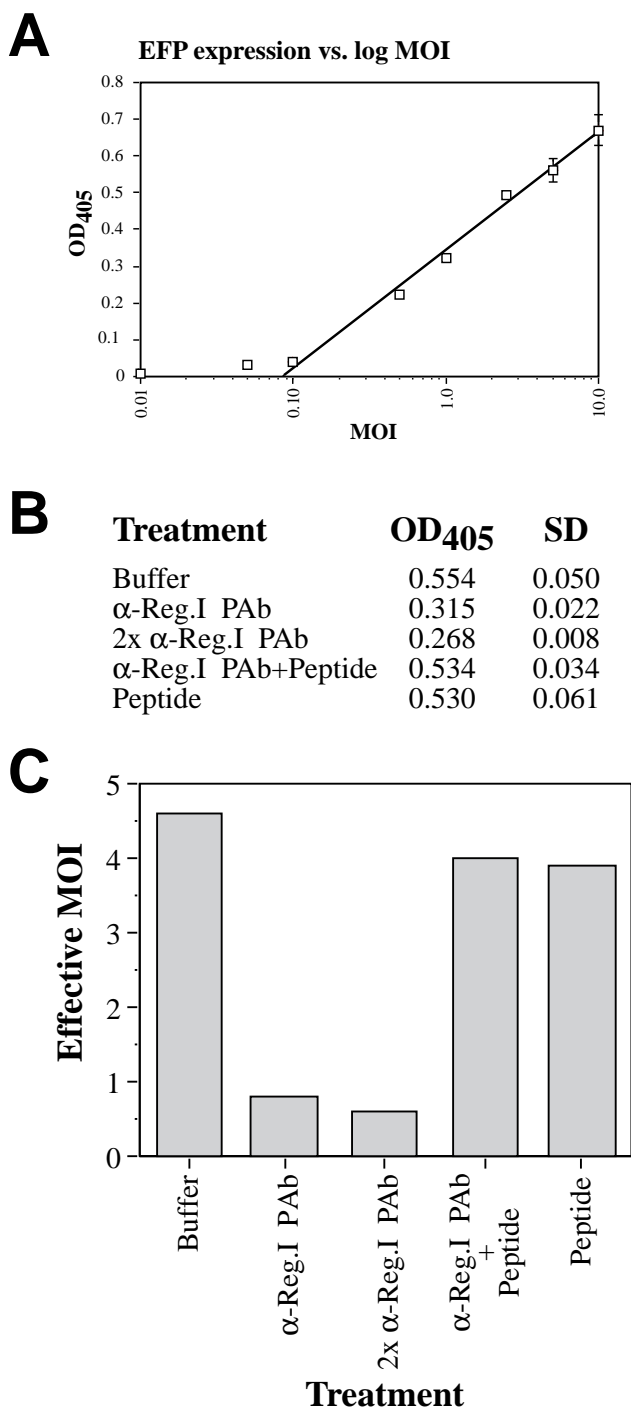 A
EFP expression vs. log MOI
0.8
0.7
0.6
0.5
0.4
0.3
0.2
0.1
0
OD405
0.01
0.10
1.0
10.0
MOI
B
Treatment OD405 SD
Buffer 0.554 0.050
α-Reg.I PAb 0.315 0.022
2x α-Reg.I PAb 0.268 0.008
α-Reg.I PAb+Peptide 0.534 0.034
Peptide 0.530 0.061
C
5
4
3
2
1
0
Effective MOI
Buffer
α-Reg.I PAb
2x α-Reg.I PAb
α-Reg.I PAb
+
Peptide
Peptide
Treatment